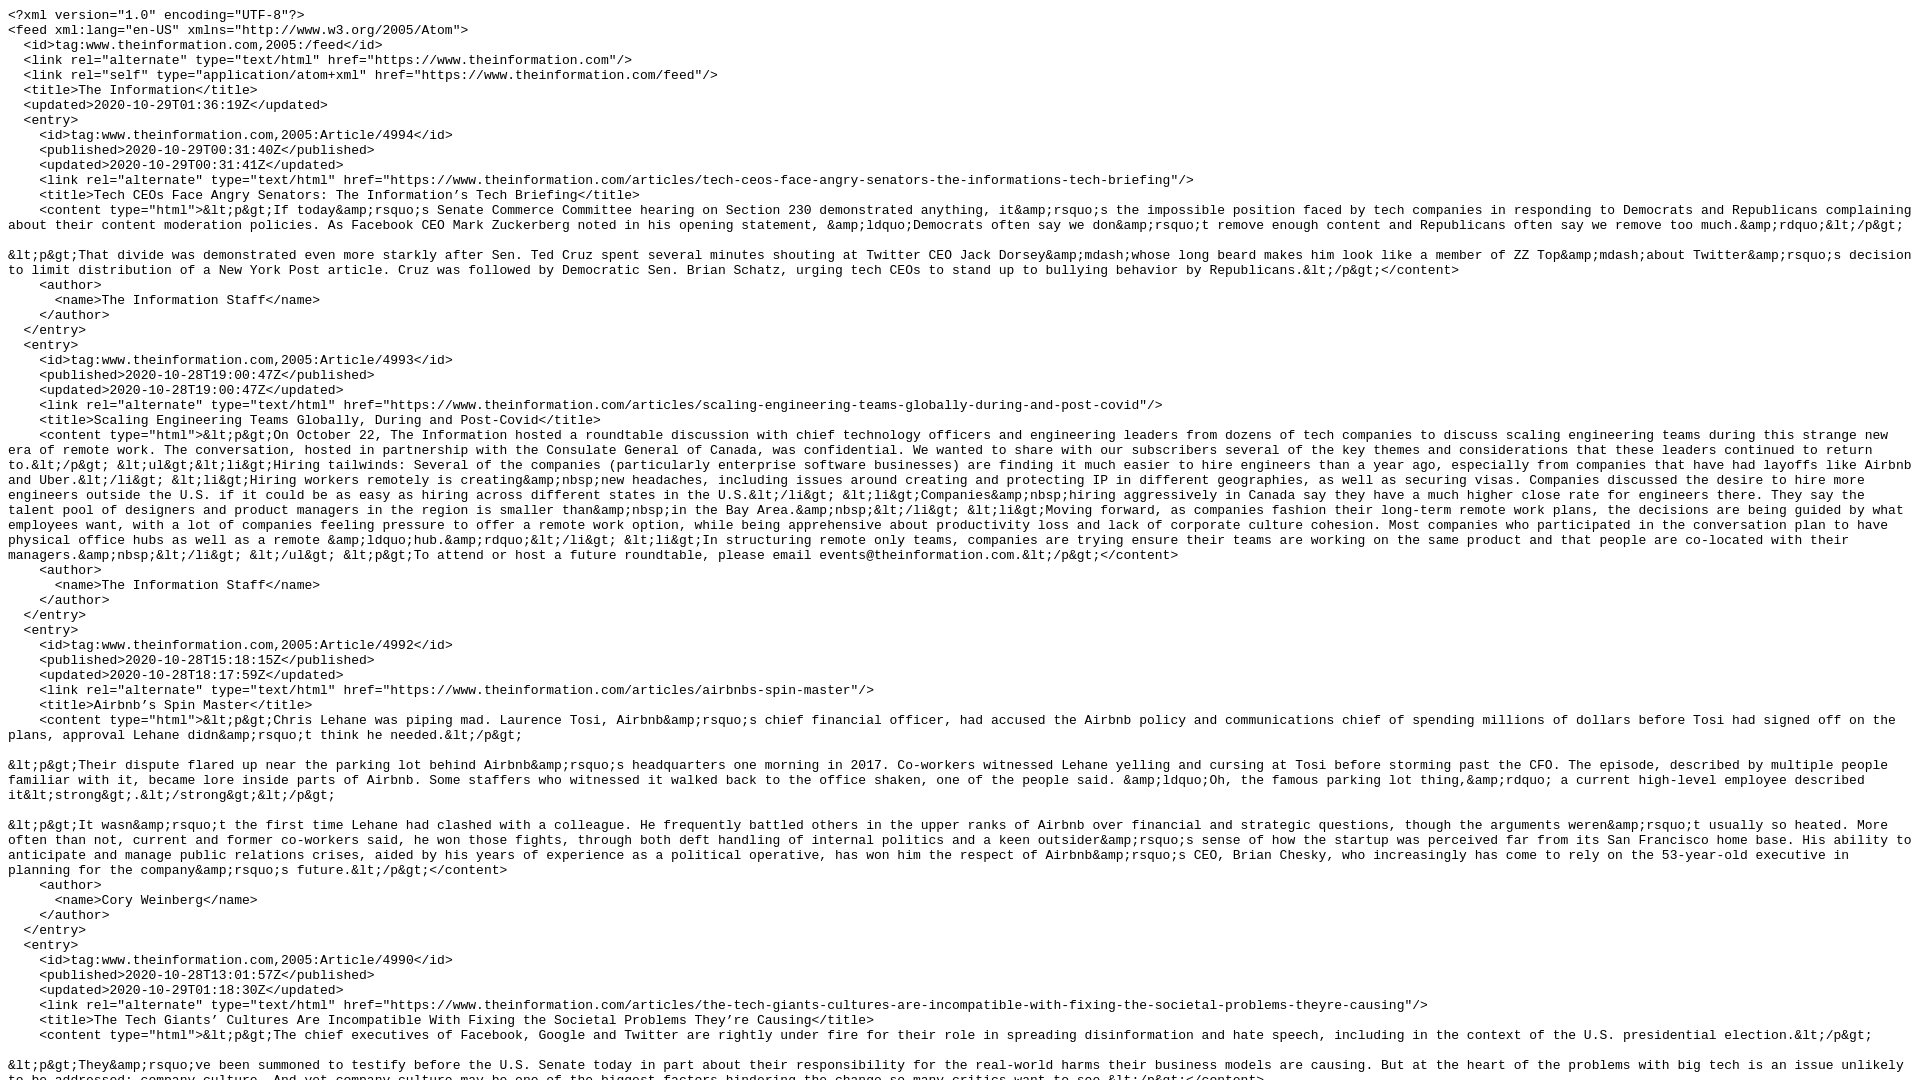 <?xml version="1.0" encoding="UTF-8"?>
<feed xml:lang="en-US" xmlns="http://www.w3.org/2005/Atom">
<id>tag:www.theinformation.com,2005:/feed</id>
<link rel="alternate" type="text/html" href="https://www.theinformation.com"/>
<link rel="self" type="application/atom+xml" href="https://www.theinformation.com/feed"/>
<title>The Information</title>
<updated>2020-10-29T01:36:19Z</updated>
<entry>
<id>tag:www.theinformation.com,2005:Article/4994</id>
<published>2020-10-29T00:31:40Z</published>
<updated>2020-10-29T00:31:41Z</updated>
<link rel="alternate" type="text/html" href="https://www.theinformation.com/articles/tech-ceos-face-angry-senators-the-informations-tech-briefing"/>
<title>Tech CEOs Face Angry Senators: The Information’s Tech Briefing</title>
<content type="html">&lt;p&gt;If today&amp;rsquo;s Senate Commerce Committee hearing on Section 230 demonstrated anything, it&amp;rsquo;s the impossible position faced by tech companies in responding to Democrats and Republicans complaining
about their content moderation policies. As Facebook CEO Mark Zuckerberg noted in his opening statement, &amp;ldquo;Democrats often say we don&amp;rsquo;t remove enough content and Republicans often say we remove too much.&amp;rdquo;&lt;/p&gt;
&lt;p&gt;That divide was demonstrated even more starkly after Sen. Ted Cruz spent several minutes shouting at Twitter CEO Jack Dorsey&amp;mdash;whose long beard makes him look like a member of ZZ Top&amp;mdash;about Twitter&amp;rsquo;s decision
to limit distribution of a New York Post article. Cruz was followed by Democratic Sen. Brian Schatz, urging tech CEOs to stand up to bullying behavior by Republicans.&lt;/p&gt;</content>
<author>
<name>The Information Staff</name>
</author>
</entry>
<entry>
<id>tag:www.theinformation.com,2005:Article/4993</id>
<published>2020-10-28T19:00:47Z</published>
<updated>2020-10-28T19:00:47Z</updated>
<link rel="alternate" type="text/html" href="https://www.theinformation.com/articles/scaling-engineering-teams-globally-during-and-post-covid"/>
<title>Scaling Engineering Teams Globally, During and Post-Covid</title>
<content type="html">&lt;p&gt;On October 22, The Information hosted a roundtable discussion with chief technology officers and engineering leaders from dozens of tech companies to discuss scaling engineering teams during this strange new
era of remote work. The conversation, hosted in partnership with the Consulate General of Canada, was confidential. We wanted to share with our subscribers several of the key themes and considerations that these leaders continued to return
to.&lt;/p&gt; &lt;ul&gt;&lt;li&gt;Hiring tailwinds: Several of the companies (particularly enterprise software businesses) are finding it much easier to hire engineers than a year ago, especially from companies that have had layoffs like Airbnb
and Uber.&lt;/li&gt; &lt;li&gt;Hiring workers remotely is creating&amp;nbsp;new headaches, including issues around creating and protecting IP in different geographies, as well as securing visas. Companies discussed the desire to hire more
engineers outside the U.S. if it could be as easy as hiring across different states in the U.S.&lt;/li&gt; &lt;li&gt;Companies&amp;nbsp;hiring aggressively in Canada say they have a much higher close rate for engineers there. They say the
talent pool of designers and product managers in the region is smaller than&amp;nbsp;in the Bay Area.&amp;nbsp;&lt;/li&gt; &lt;li&gt;Moving forward, as companies fashion their long-term remote work plans, the decisions are being guided by what
employees want, with a lot of companies feeling pressure to offer a remote work option, while being apprehensive about productivity loss and lack of corporate culture cohesion. Most companies who participated in the conversation plan to have
physical office hubs as well as a remote &amp;ldquo;hub.&amp;rdquo;&lt;/li&gt; &lt;li&gt;In structuring remote only teams, companies are trying ensure their teams are working on the same product and that people are co-located with their
managers.&amp;nbsp;&lt;/li&gt; &lt;/ul&gt; &lt;p&gt;To attend or host a future roundtable, please email events@theinformation.com.&lt;/p&gt;</content>
<author>
<name>The Information Staff</name>
</author>
</entry>
<entry>
<id>tag:www.theinformation.com,2005:Article/4992</id>
<published>2020-10-28T15:18:15Z</published>
<updated>2020-10-28T18:17:59Z</updated>
<link rel="alternate" type="text/html" href="https://www.theinformation.com/articles/airbnbs-spin-master"/>
<title>Airbnb’s Spin Master</title>
<content type="html">&lt;p&gt;Chris Lehane was piping mad. Laurence Tosi, Airbnb&amp;rsquo;s chief financial officer, had accused the Airbnb policy and communications chief of spending millions of dollars before Tosi had signed off on the
plans, approval Lehane didn&amp;rsquo;t think he needed.&lt;/p&gt;
&lt;p&gt;Their dispute flared up near the parking lot behind Airbnb&amp;rsquo;s headquarters one morning in 2017. Co-workers witnessed Lehane yelling and cursing at Tosi before storming past the CFO. The episode, described by multiple people
familiar with it, became lore inside parts of Airbnb. Some staffers who witnessed it walked back to the office shaken, one of the people said. &amp;ldquo;Oh, the famous parking lot thing,&amp;rdquo; a current high-level employee described
it&lt;strong&gt;.&lt;/strong&gt;&lt;/p&gt;
&lt;p&gt;It wasn&amp;rsquo;t the first time Lehane had clashed with a colleague. He frequently battled others in the upper ranks of Airbnb over financial and strategic questions, though the arguments weren&amp;rsquo;t usually so heated. More
often than not, current and former co-workers said, he won those fights, through both deft handling of internal politics and a keen outsider&amp;rsquo;s sense of how the startup was perceived far from its San Francisco home base. His ability to
anticipate and manage public relations crises, aided by his years of experience as a political operative, has won him the respect of Airbnb&amp;rsquo;s CEO, Brian Chesky, who increasingly has come to rely on the 53-year-old executive in
planning for the company&amp;rsquo;s future.&lt;/p&gt;</content>
<author>
<name>Cory Weinberg</name>
</author>
</entry>
<entry>
<id>tag:www.theinformation.com,2005:Article/4990</id>
<published>2020-10-28T13:01:57Z</published>
<updated>2020-10-29T01:18:30Z</updated>
<link rel="alternate" type="text/html" href="https://www.theinformation.com/articles/the-tech-giants-cultures-are-incompatible-with-fixing-the-societal-problems-theyre-causing"/>
<title>The Tech Giants’ Cultures Are Incompatible With Fixing the Societal Problems They’re Causing</title>
<content type="html">&lt;p&gt;The chief executives of Facebook, Google and Twitter are rightly under fire for their role in spreading disinformation and hate speech, including in the context of the U.S. presidential election.&lt;/p&gt;
&lt;p&gt;They&amp;rsquo;ve been summoned to testify before the U.S. Senate today in part about their responsibility for the real-world harms their business models are causing. But at the heart of the problems with big tech is an issue unlikely
to be addressed: company culture. And yet company culture may be one of the biggest factors hindering the change so many critics want to see.&lt;/p&gt;</content>